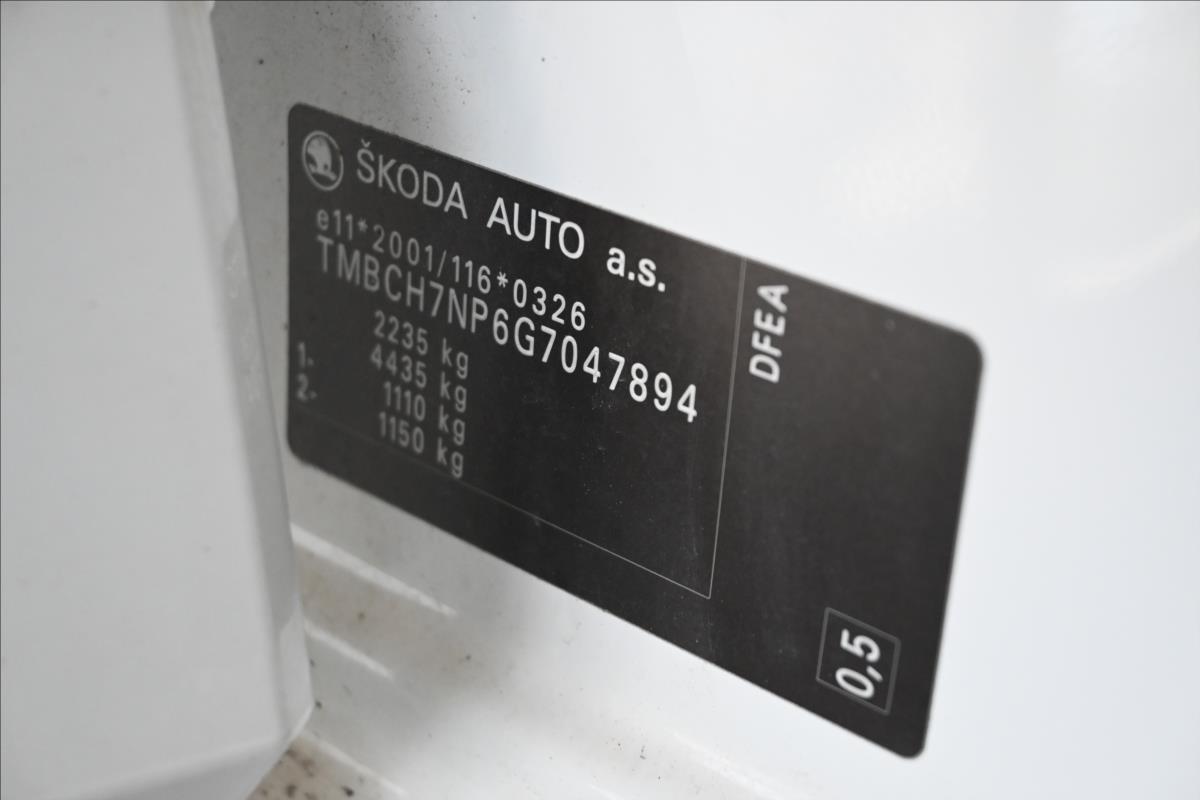 ŠKODA AUTO a.s.
e11*2001/116*0326
TMBCH7NP6G7047894
2235 kg
4435 kg
1- 1110 kg
2- 1150 kg
DFEA
0,5